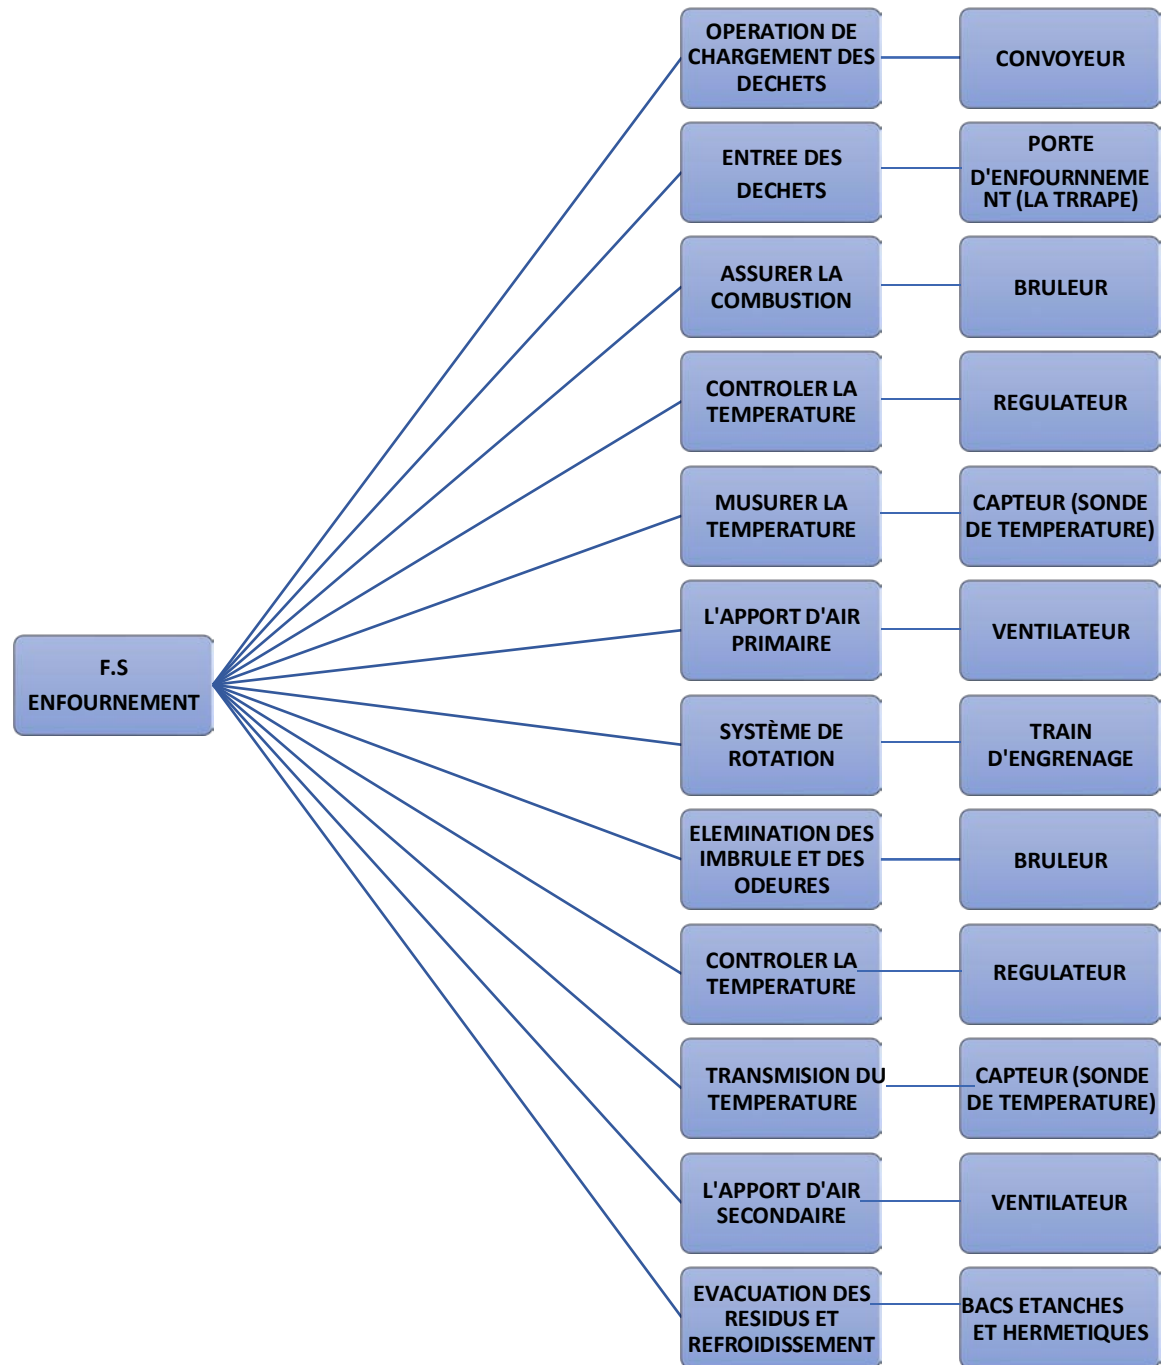 OPERATION DE
CHARGEMENT DES
DECHETS
CONVOYEUR
ENTREE DES
DECHETS
PORTE
D'ENFOURNNEME
NT (LA TRRAPE)
ASSURER LA
COMBUSTION
BRULEUR
CONTROLER LA
TEMPERATURE
REGULATEUR
MUSURER LA
TEMPERATURE
CAPTEUR (SONDE
DE TEMPERATURE)
L'APPORT D'AIR
PRIMAIRE
VENTILATEUR
F.S
ENFOURNEMENT
SYSTÈME DE
ROTATION
TRAIN
D'ENGRENAGE
ELEMINATION DES
IMBRULE ET DES
ODEURES
BRULEUR
CONTROLER LA
TEMPERATURE
REGULATEUR
TRANSMISION DU
TEMPERATURE
CAPTEUR (SONDE
DE TEMPERATURE)
L'APPORT D'AIR
SECONDAIRE
VENTILATEUR
EVACUATION DES
RESIDUS ET
REFROIDISSEMENT
BACS ETANCHES
ET HERMETIQUES